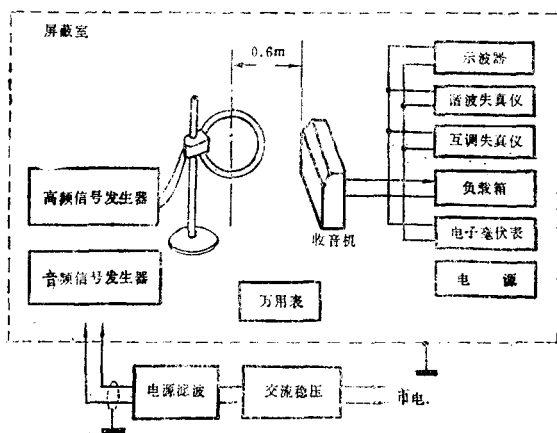 屏蔽室
0.6m
示波器
谐波失真仪
互调失真仪
高频信号发生器
负载箱
收音机
电子毫伏表
音频信号发生器
万用表
电 源
电源滤波
交流稳压
市电.